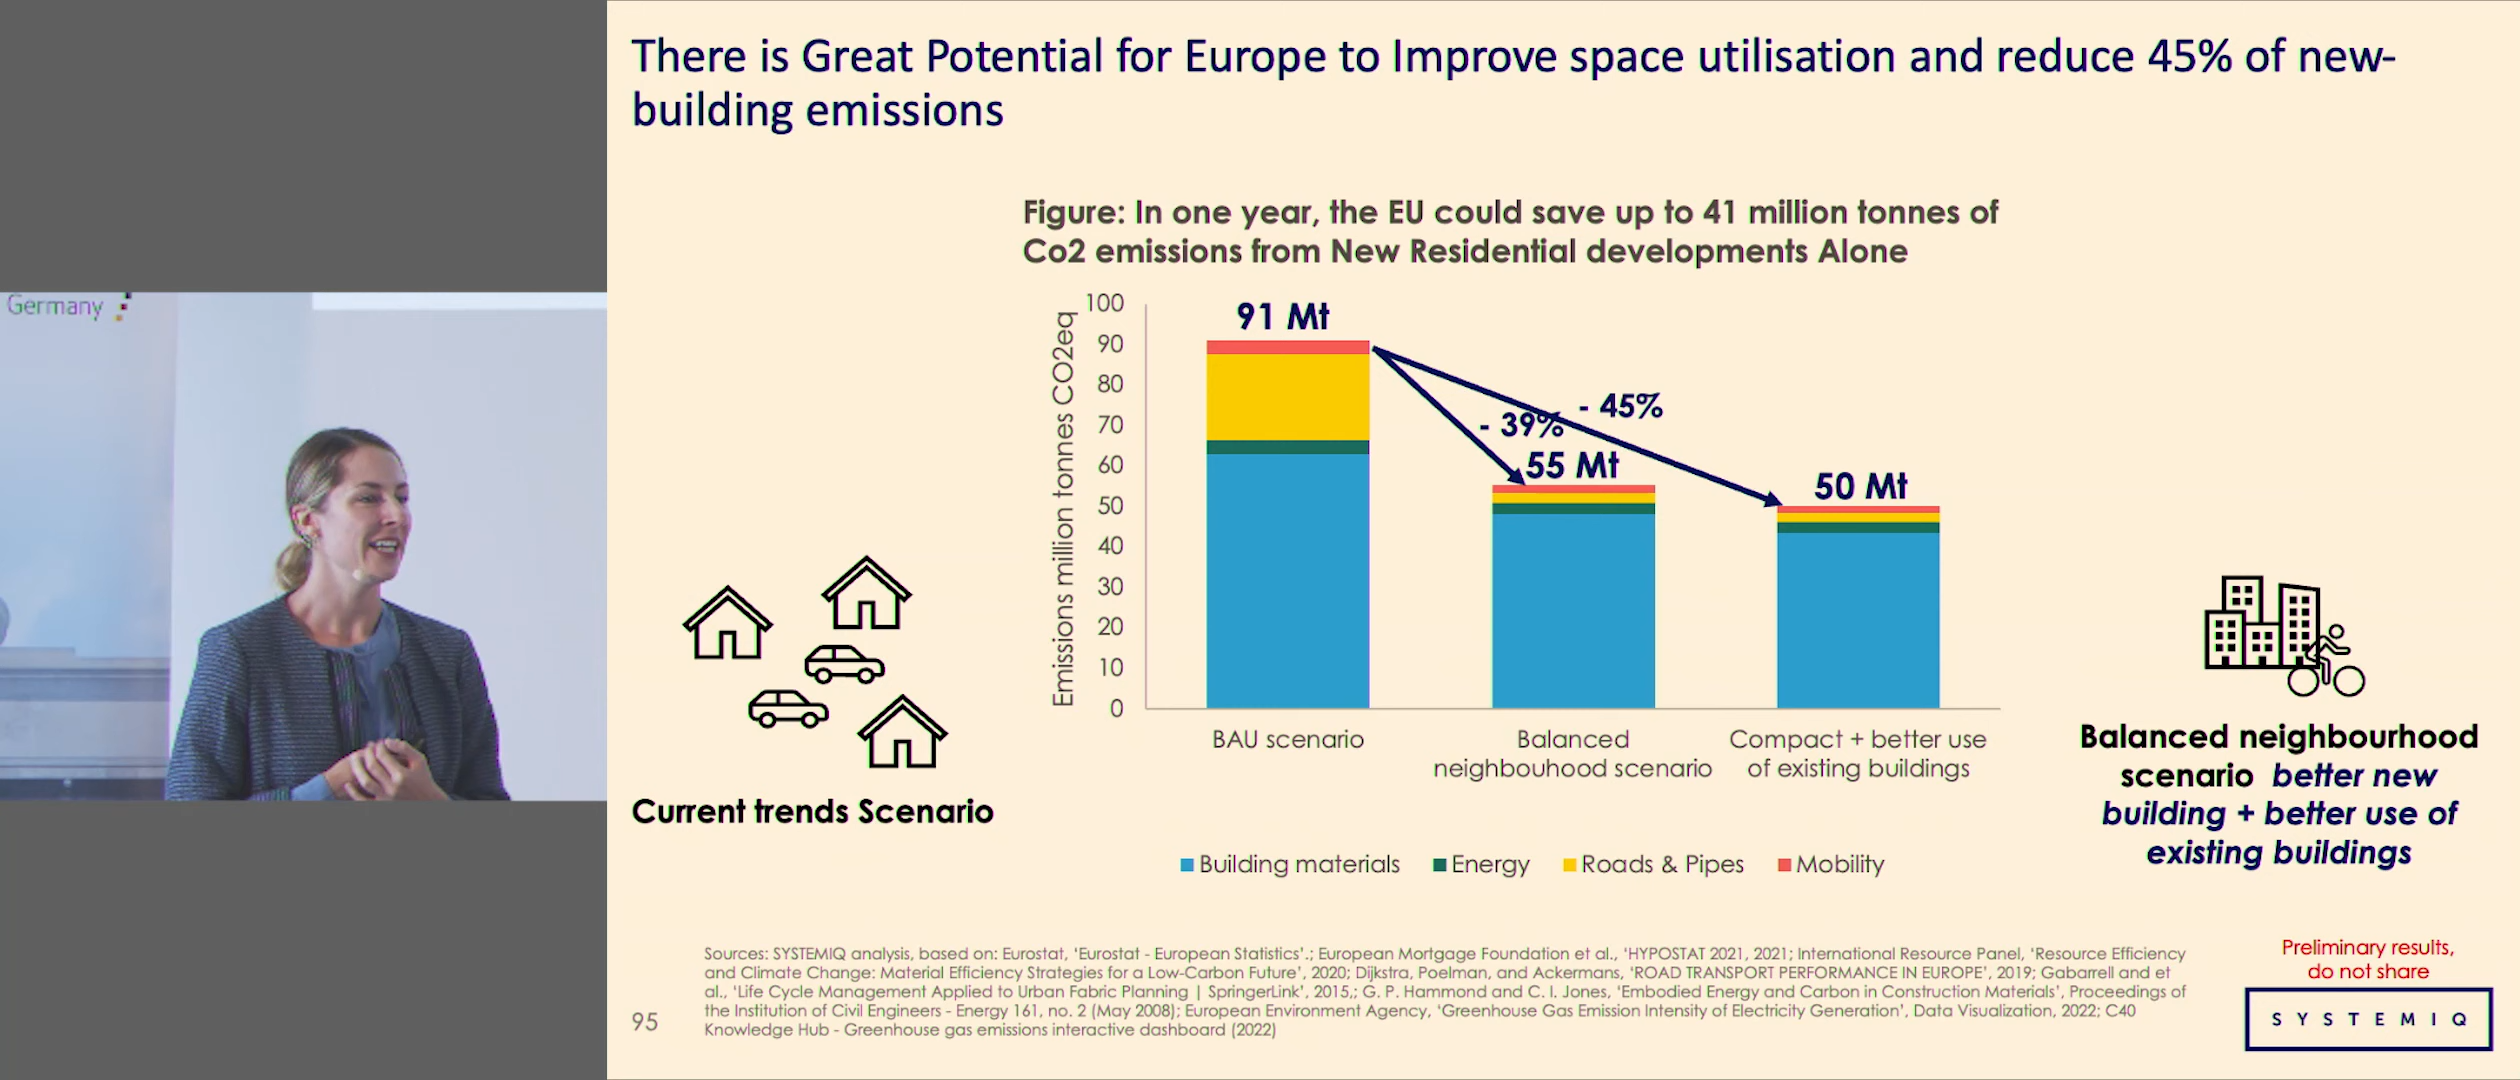 There is Great Potential for Europe to Improve space utilisation and reduce 45% of new-
building emissions
Germany
Figure: In one year, the EU could save up to 41 million tonnes of
Co2 emissions from New Residential developments Alone
Emissions million tonnes CO2eq
100
90
80
70
60
50
40
30
20
10
0
91 Mt
- 39%
- 45%
55 Mt
50 Mt
BAU scenario
Balanced
neighbouhood scenario
Compact + better use
of existing buildings
Building materials
Energy
Roads & Pipes
Mobility
Current trends Scenario
Balanced neighbourhood
scenario better new
building + better use of
existing buildings
Sources: SYSTEMIQ analysis, based on: Eurostat, ‘Eurostat - European Statistics’.; European Mortgage Foundation et al., ‘HYPOSTAT 2021, 2021; International Resource Panel, ‘Resource Efficiency
and Climate Change: Material Efficiency Strategies for a Low-Carbon Future’, 2020; Dijkstra, Poelman, and Ackermans, ‘ROAD TRANSPORT PERFORMANCE IN EUROPE’, 2019; Gabarrell and et
al., ‘Life Cycle Management Applied to Urban Fabric Planning | SpringerLink’, 2015,; G. P. Hammond and C. I. Jones, ‘Embodied Energy and Carbon in Construction Materials’, Proceedings of
the Institution of Civil Engineers - Energy 161, no. 2 (May 2008); European Environment Agency, ‘Greenhouse Gas Emission Intensity of Electricity Generation’, Data Visualization, 2022; C40
Knowledge Hub - Greenhouse gas emissions interactive dashboard (2022)
95
Preliminary results,
do not share
SYSTEMIQ